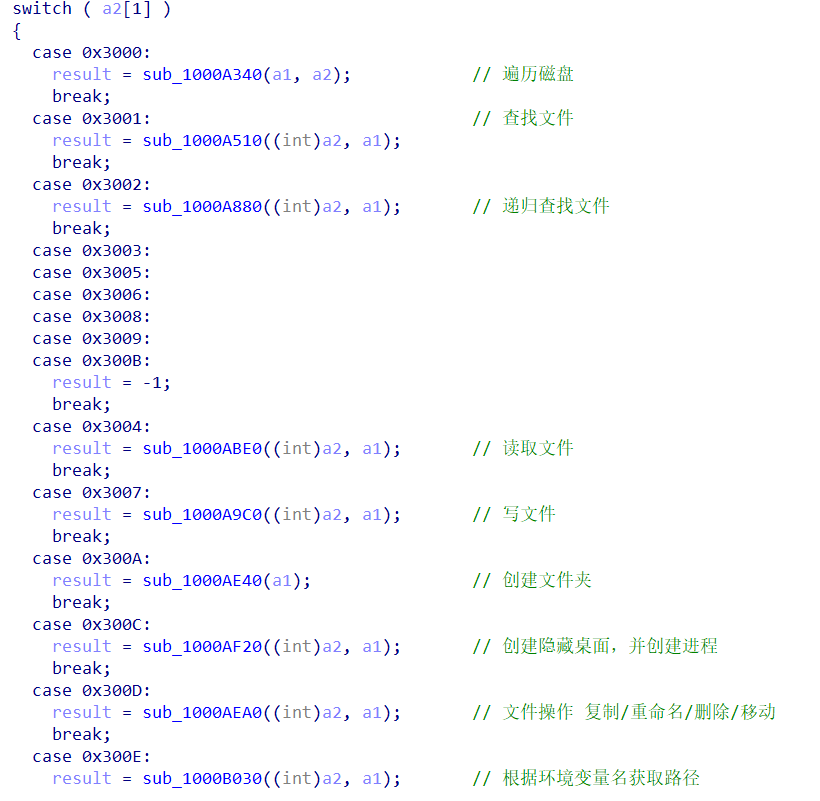 switch ( a2[1] )
{
  case 0x3000:
    result = sub_1000A340(a1, a2);            // 遍历磁盘
    break;
  case 0x3001:                                // 查找文件
    result = sub_1000A510((int)a2, a1);
    break;
  case 0x3002:
    result = sub_1000A880((int)a2, a1);       // 递归查找文件
    break;
  case 0x3003:
  case 0x3005:
  case 0x3006:
  case 0x3008:
  case 0x3009:
  case 0x300B:
    result = -1;
    break;
  case 0x3004:
    result = sub_1000ABE0((int)a2, a1);       // 读取文件
    break;
  case 0x3007:
    result = sub_1000A9C0((int)a2, a1);       // 写文件
    break;
  case 0x300A:
    result = sub_1000AE40(a1);                // 创建文件夹
    break;
  case 0x300C:
    result = sub_1000AF20((int)a2, a1);       // 创建隐藏桌面，并创建进程
    break;
  case 0x300D:
    result = sub_1000AEA0((int)a2, a1);       // 文件操作 复制/重命名/删除/移动
    break;
  case 0x300E:
    result = sub_1000B030((int)a2, a1);       // 根据环境变量名获取路径